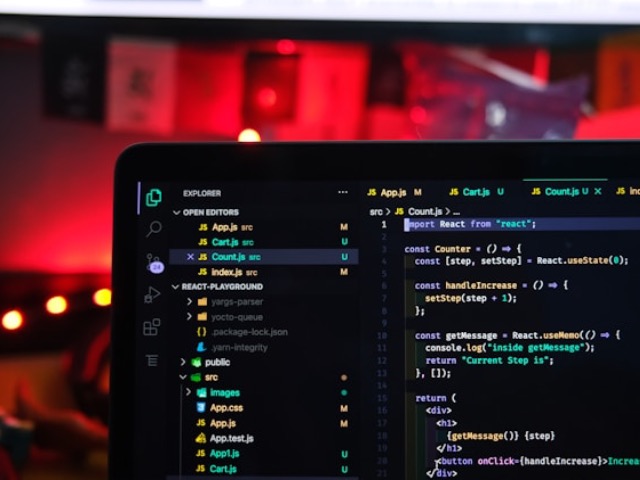 EXPLORER ...
OPEN EDITORS
JS App.js src M
JS Cart.js src U
JS Count.js src U
JS index.js src M
REACT-PLAYGROUND
yargs-parser
yocto-queue
{} .package-lock.json
.yarn-integrity
public
src
images
App.css M
JS App.js M
JS App.test.js
JS App1.js U
JS Cart.js U
24
JS App.js M JS Cart.js U JS Count.js U × JS
src > JS Count.js > ...
1 import React from "react";
2
3 const Counter = () => {
4 const [step, setStep] = React.useState(0);
5
6 const handleIncrease = () => {
7 setStep(step + 1);
8 };
9
10 const getMessage = React.useMemo(() => {
11 console.log("inside getMessage");
12 return "Current Step is";
13 }, []);
14
15 return (
16 <div>
17 <h1>
18 {getMessage()} {step}
19 </h1>
20 <button onClick={handleIncrease}>Increa
21 </div>